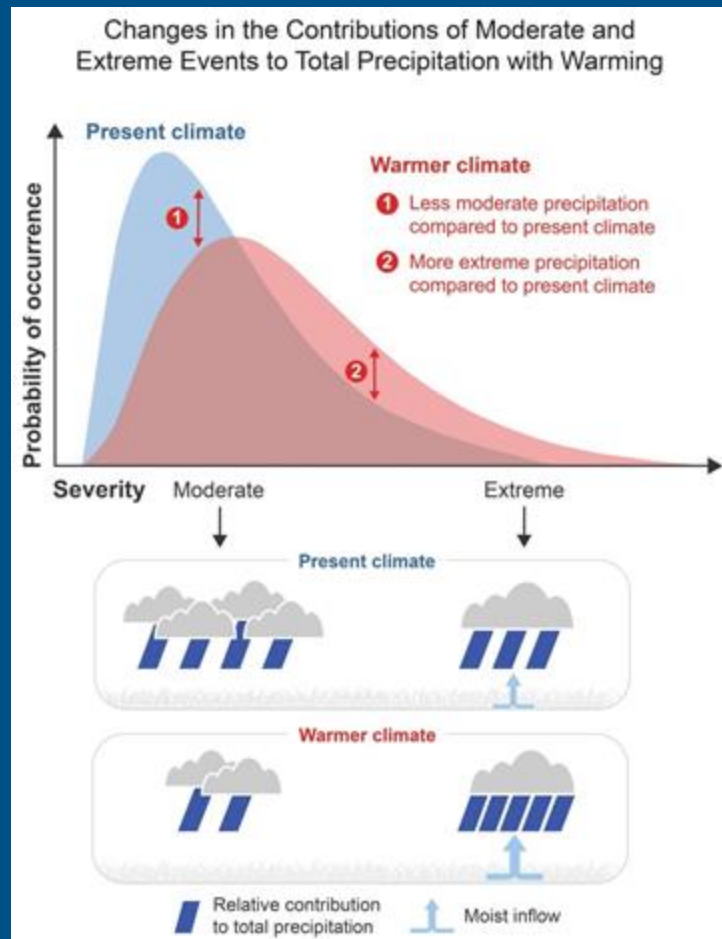 Changes in the Contributions of Moderate and
Extreme Events to Total Precipitation with Warming
Present climate
Warmer climate
1 Less moderate precipitation
compared to present climate
2 More extreme precipitation
compared to present climate
1
2
Probability of occurrence
Severity Moderate Extreme
Present climate
Warmer climate
Relative contribution
to total precipitation
Moist inflow